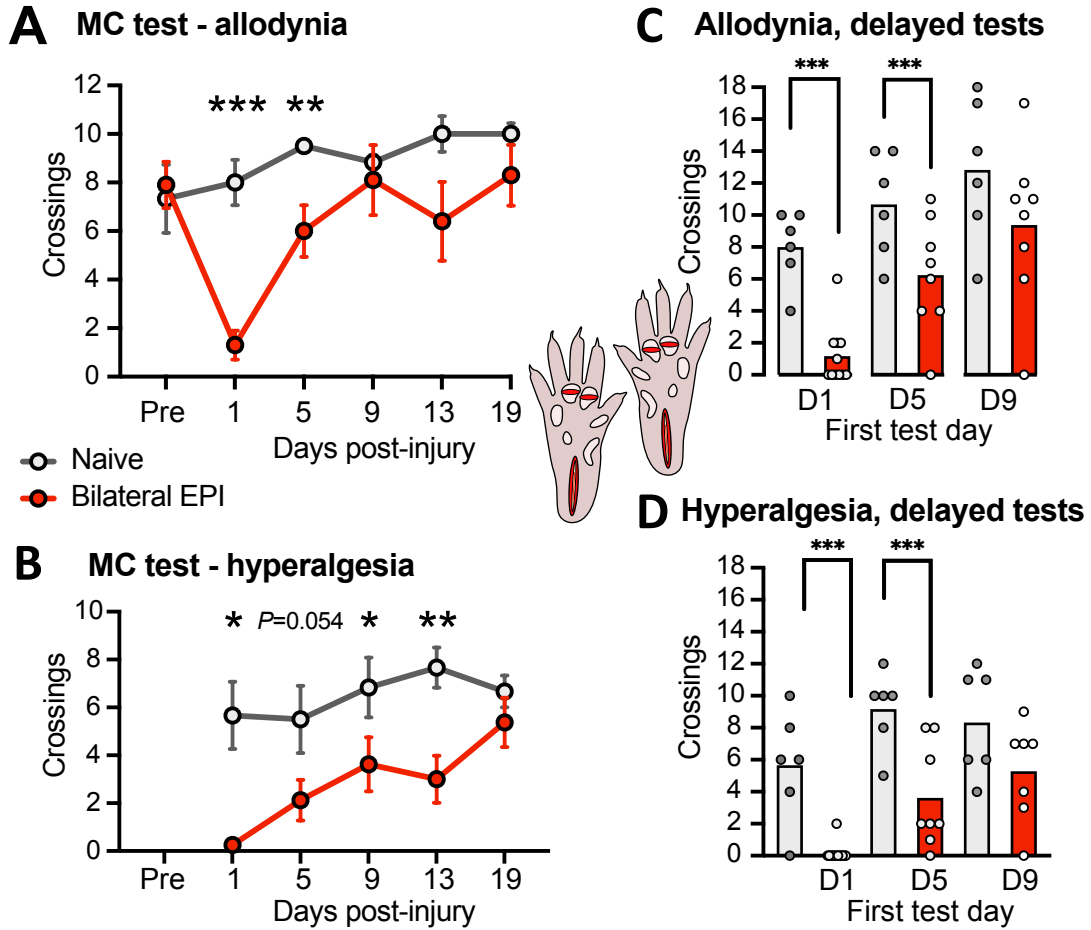 A MC test - allodynia
12
10
8
6
4
2
0
Crossings
*** **
Pre 1 5 9 13 19
Days post-injury
Naive
Bilateral EPI
B MC test - hyperalgesia
10
8
6
4
2
0
Crossings
* P=0.054 * **
Pre 1 5 9 13 19
Days post-injury
C Allodynia, delayed tests
18
16
14
12
10
8
6
4
2
0
Crossings
*** ***
D1 D5 D9
First test day
D Hyperalgesia, delayed tests
18
16
14
12
10
8
6
4
2
0
Crossings
*** ***
D1 D5 D9
First test day